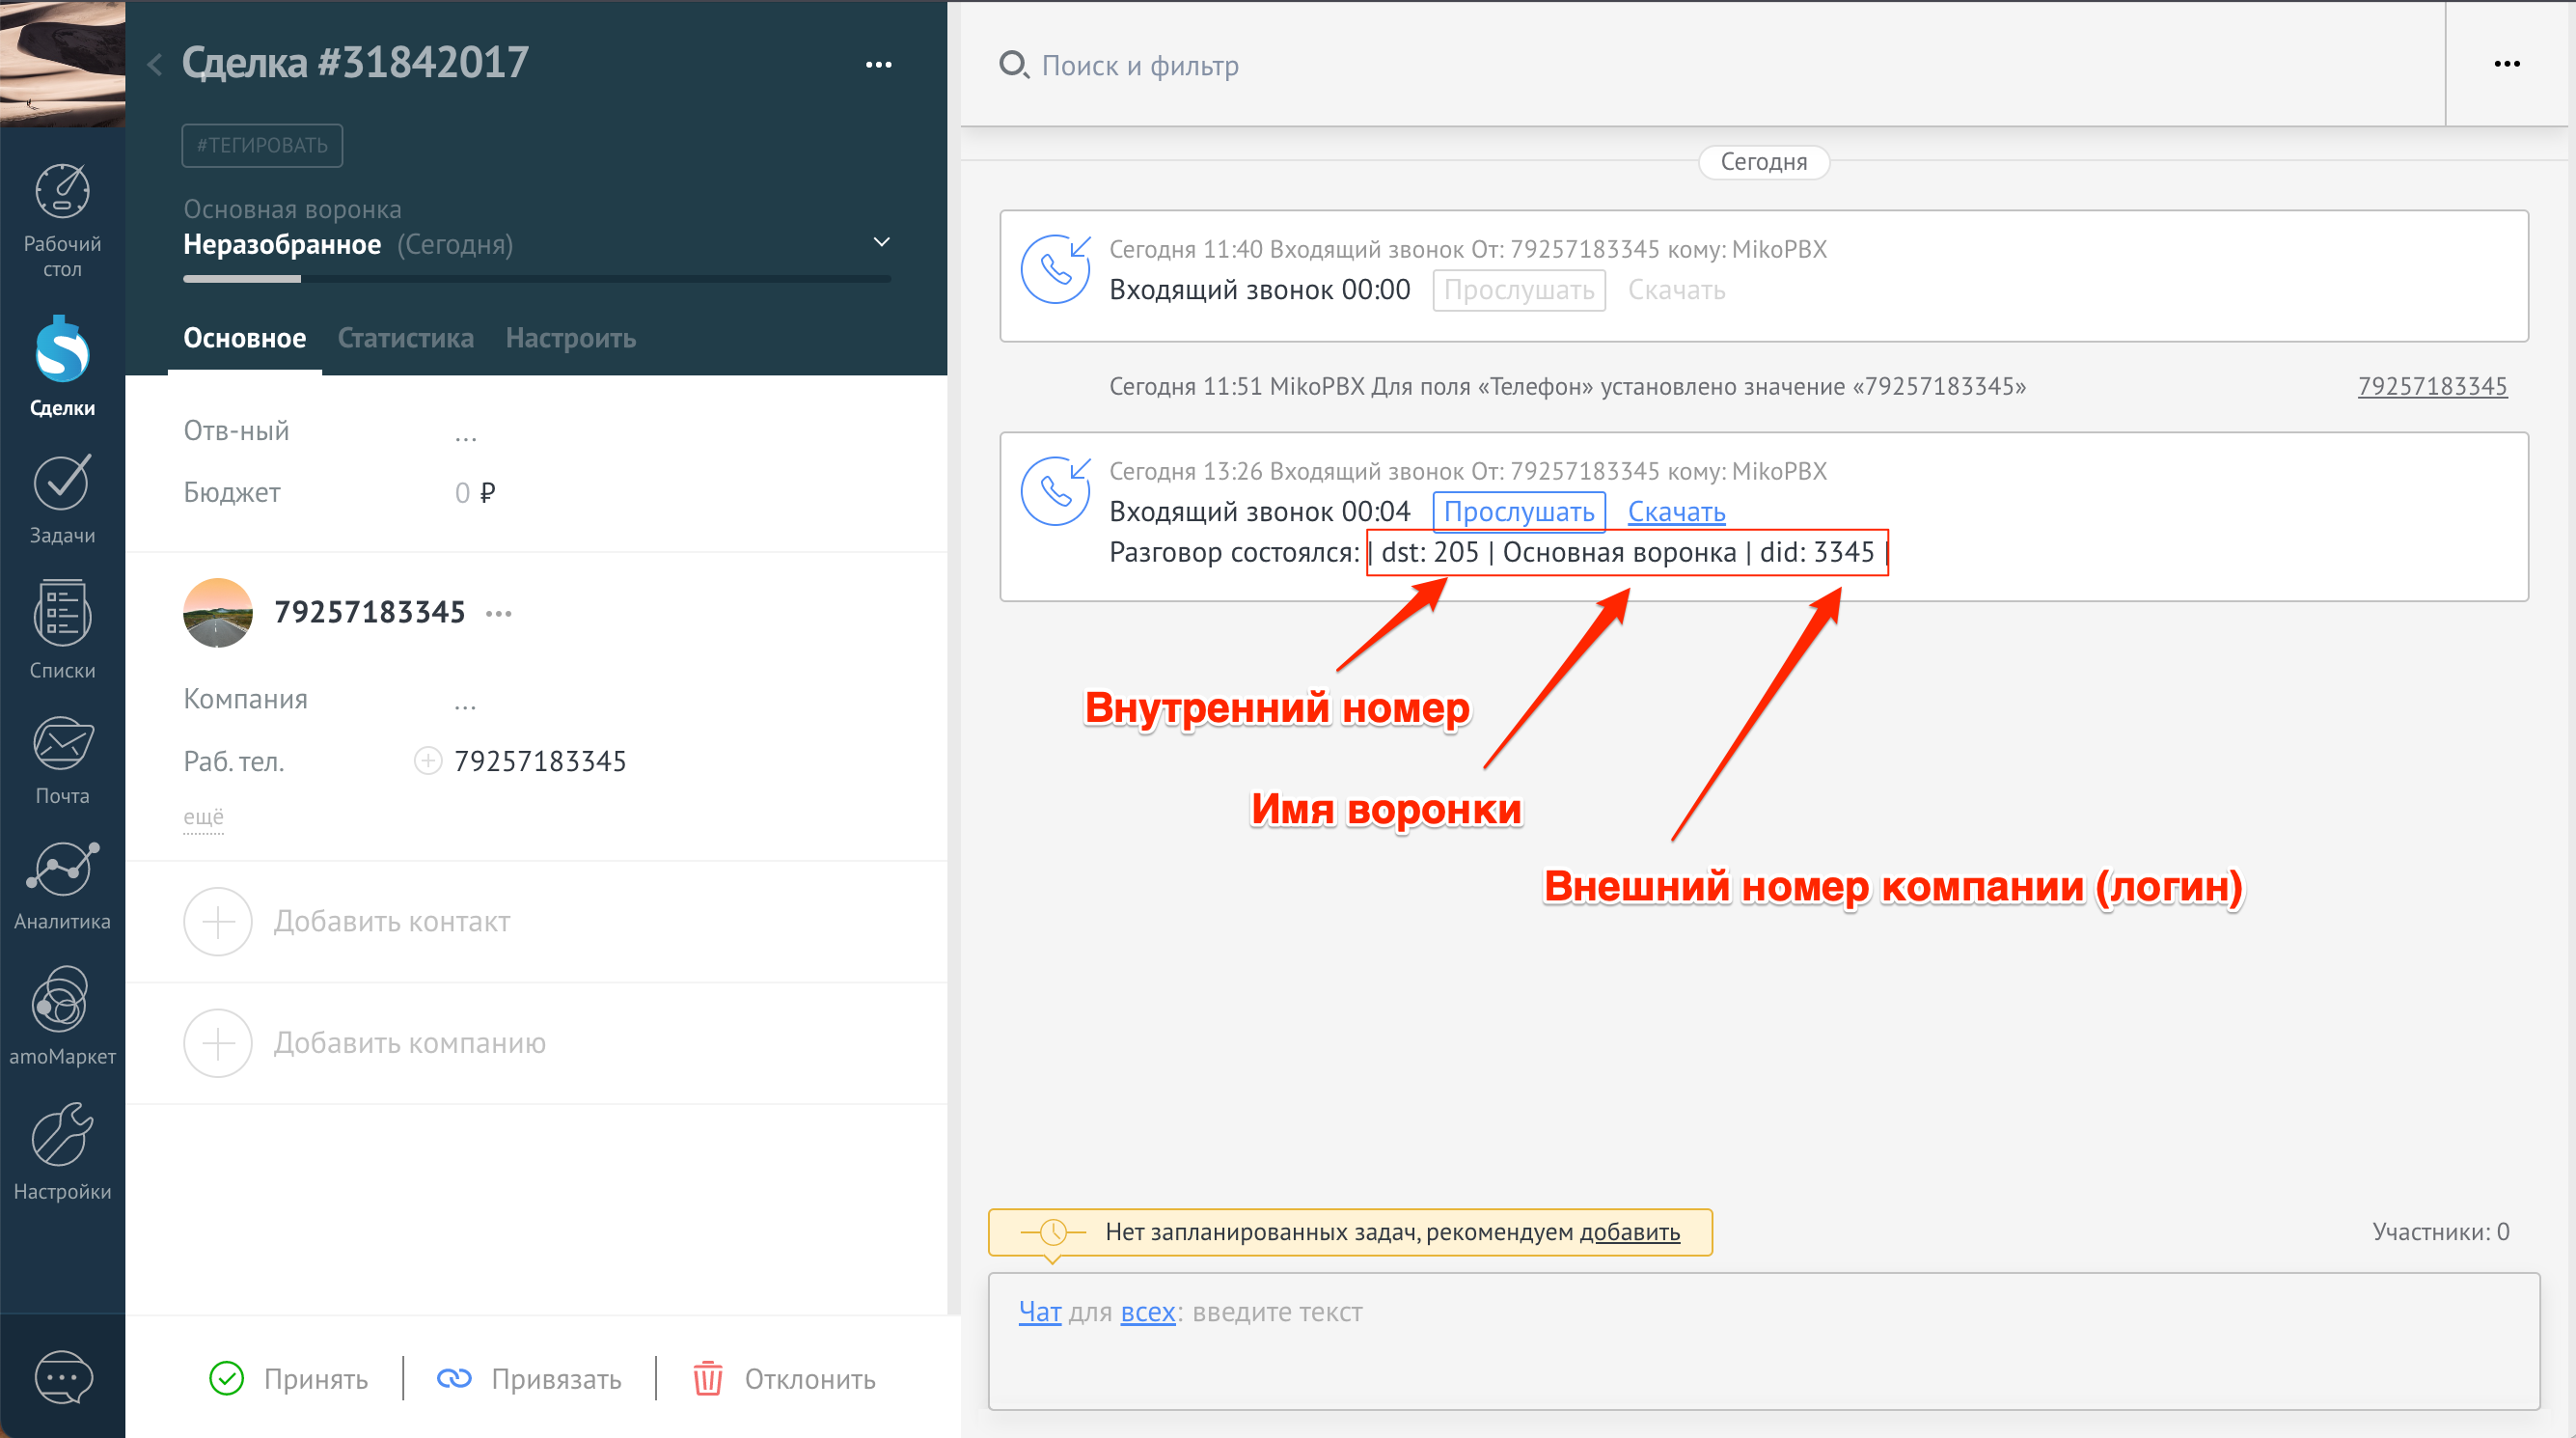 Рабочий
стол
Сделки
Задачи
Списки
Почта
Аналитика
amoМаркет
Настройки
Сделка #31842017
#ТЕГИРОВАТЬ
Основная воронка
Неразобранное (Сегодня)
Основное Статистика Настроить
Отв-ный ...
Бюджет 0 ₽
79257183345
Компания ...
Раб. тел. 79257183345
ещё
Добавить контакт
Добавить компанию
Принять Привязать Отклонить
Поиск и фильтр
Сегодня
Сегодня 11:40 Входящий звонок От: 79257183345 кому: MikoPBX
Входящий звонок 00:00 Прослушать Скачать
Сегодня 11:51 MikoPBX Для поля «Телефон» установлено значение «79257183345» 79257183345
Сегодня 13:26 Входящий звонок От: 79257183345 кому: MikoPBX
Входящий звонок 00:04 Прослушать Скачать
Разговор состоялся: | dst: 205 | Основная воронка | did: 3345 |
Внутренний номер
Имя воронки
Внешний номер компании (логин)
Нет запланированных задач, рекомендуем добавить
Участники: 0
Чат для всех: введите текст